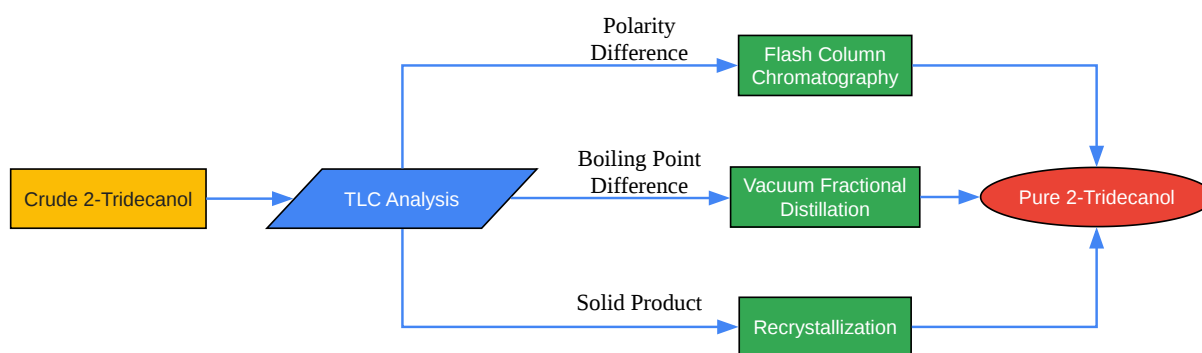 Polarity
Difference
Flash Column
Chromatography
Crude 2-Tridecanol
TLC Analysis
Boiling Point
Difference
Vacuum Fractional
Distillation
Pure 2-Tridecanol
Solid Product
Recrystallization